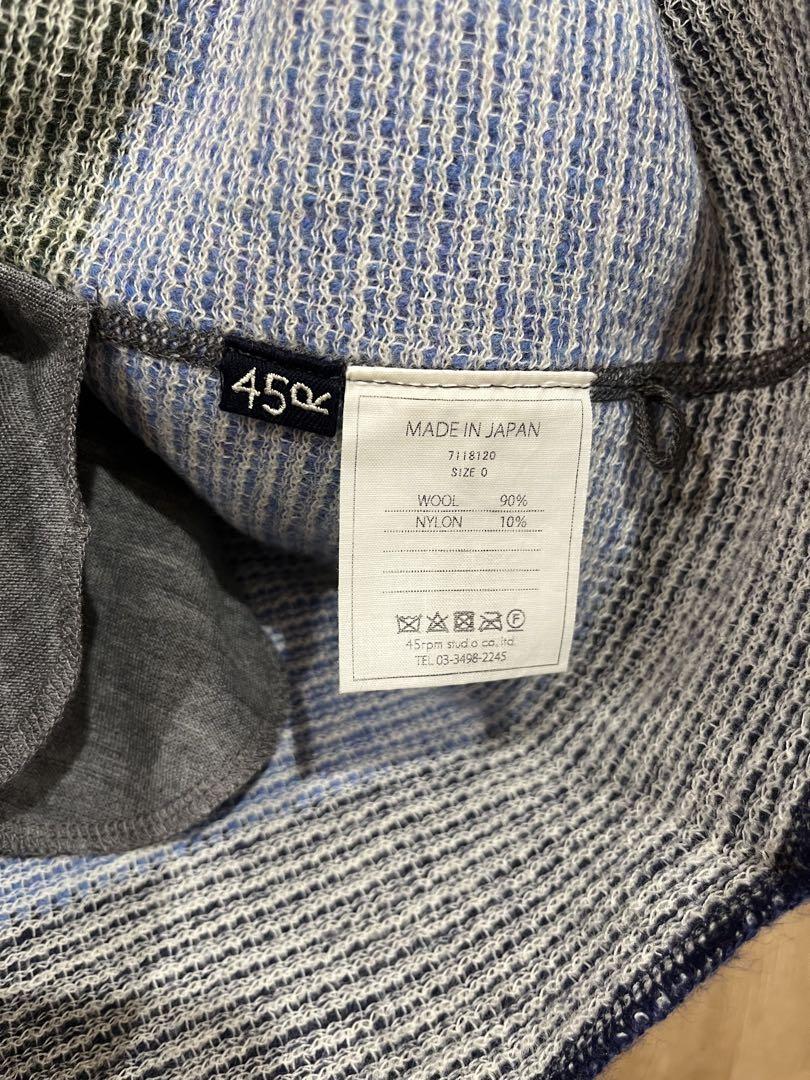 45R
MADE IN JAPAN
7118120
SIZE 0
WOOL 90%
NYLON 10%
F
45rpm studio co.,ltd.
TEL 03-3498-2245